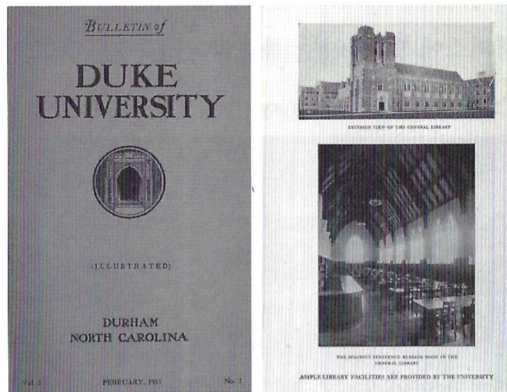 BULLETIN of
DUKE
UNIVERSITY
(ILLUSTRATED)
DURHAM
NORTH CAROLINA
FEBRUARY,
EXTERIOR VIEW OF THE GENERAL LIBRARY
THE SPACIOUS REFERENCE READING ROOM IN THE
GENERAL LIBRARY
AMPLE LIBRARY FACILITIES ARE PROVIDED BY THE UNIVERSITY